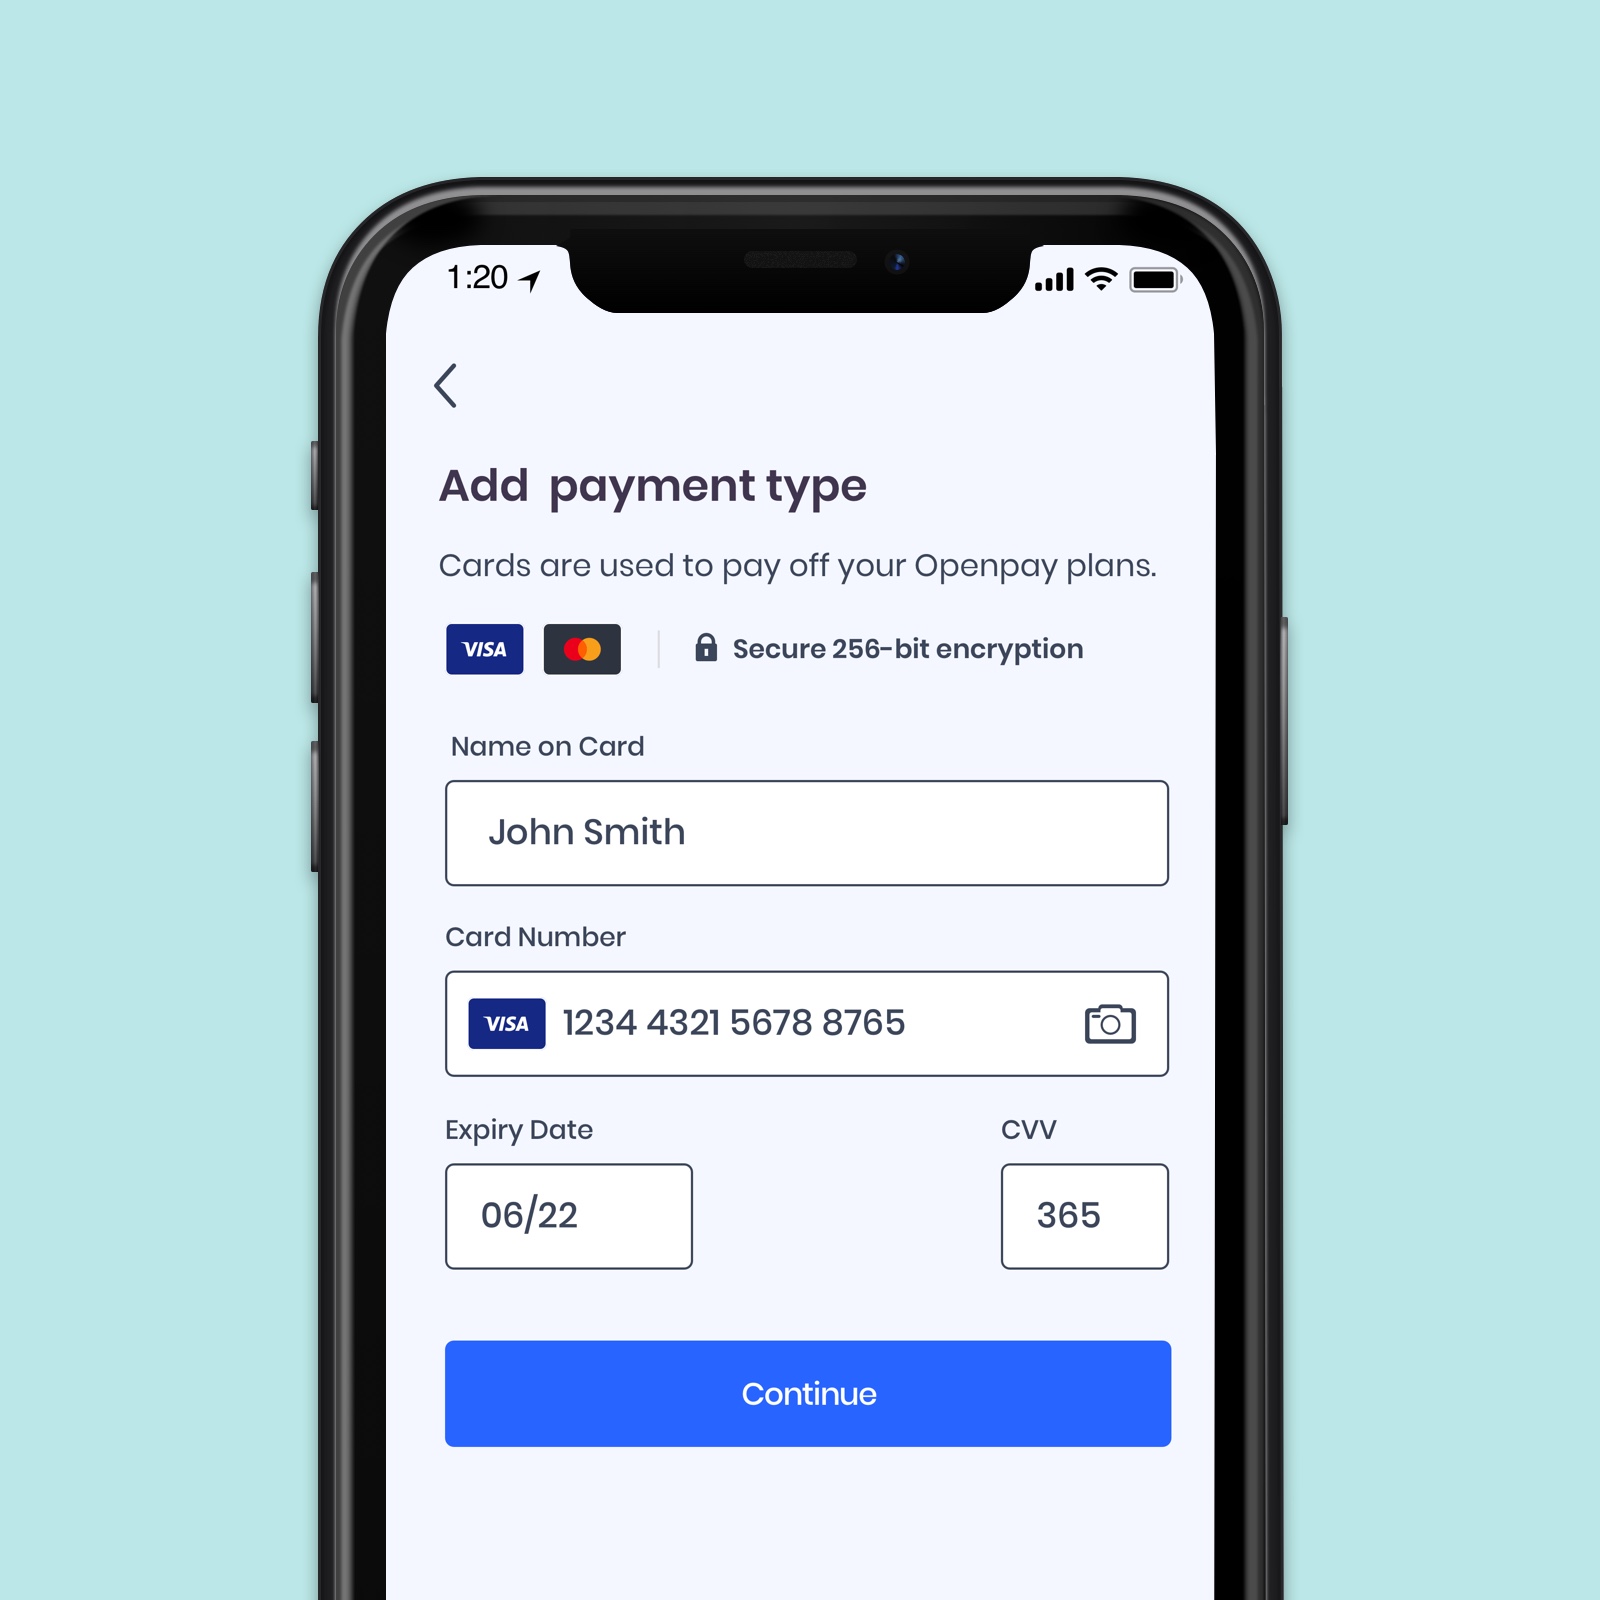 1:20
Add payment type
Cards are used to pay off your Openpay plans.
VISA Secure 256-bit encryption
Name on Card
John Smith
Card Number
VISA 1234 4321 5678 8765
Expiry Date CVV
06/22 365
Continue